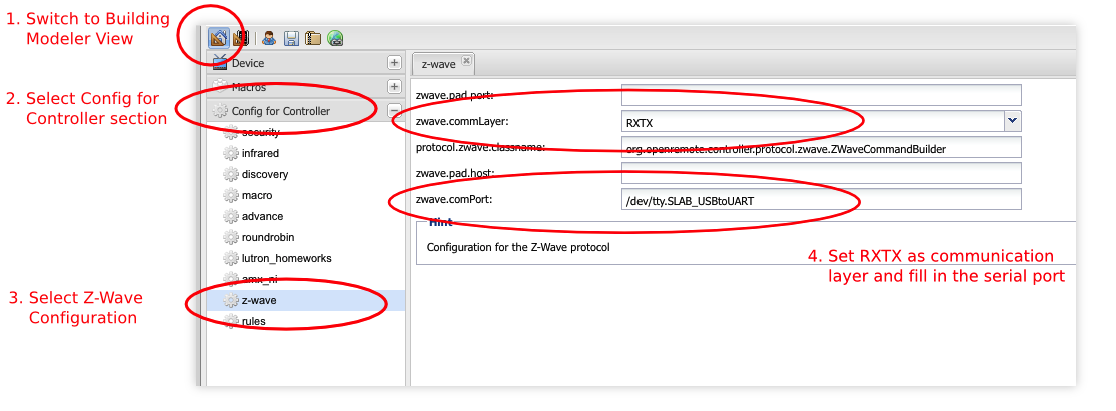 1. Switch to Building
Modeler View
2. Select Config for
Controller section
3. Select Z-Wave
Configuration
Device
Macros
Config for Controller
security
infrared
discovery
macro
advance
roundrobin
lutron_homeworks
amx_ni
z-wave
rules
z-wave
zwave.pad.port:
zwave.commLayer: RXTX
protocol.zwave.classname: org.openremote.controller.protocol.zwave.ZWaveCommandBuilder
zwave.pad.host:
zwave.comPort: /dev/tty.SLAB_USBtoUART
Hint
Configuration for the Z-Wave protocol
4. Set RXTX as communication
layer and fill in the serial port